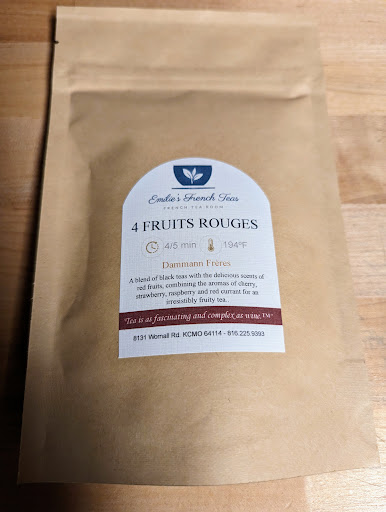 Emilie's French Teas
FRENCH TEA ROOM
4 FRUITS ROUGES
4/5 min 194ºF
Dammann Frères
A blend of black teas with the delicious scents of
red fruits, combining the aromas of cherry,
strawberry, raspberry and red currant for an
irresistibly fruity tea..
"Tea is as fascinating and complex as wine.™"
8131 Wornall Rd. KCMO 64114 - 816.225.9393